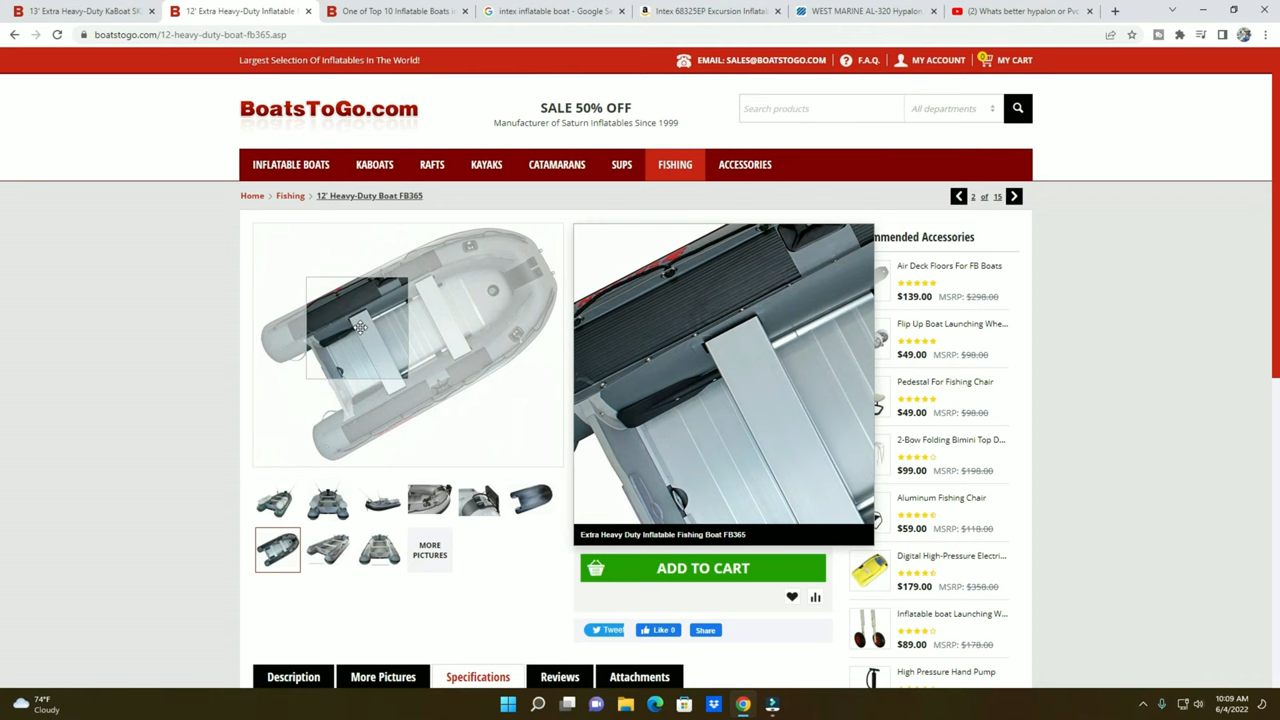 13' Extra Heavy-Duty KaBoat SK
12' Extra Heavy-Duty Inflatable
One of Top 10 Inflatable Boats in
intex inflatable boat - Google Se
Intex 68325EP Excursion Inflatab
WEST MARINE AL-320 Hypalon
(2) Whats better hypalon or Pvc
boatstogo.com/12-heavy-duty-boat-fb365.asp
Largest Selection Of Inflatables In The World!
EMAIL: SALES@BOATSTOGO.COM
F.A.Q.
MY ACCOUNT
0
MY CART
BoatsToGo.com
SALE 50% OFF
Manufacturer of Saturn Inflatables Since 1999
Search products
All departments
INFLATABLE BOATS
KABOATS
RAFTS
KAYAKS
CATAMARANS
SUPS
FISHING
ACCESSORIES
Home > Fishing > 12' Heavy-Duty Boat FB365
2 of 15
mmended Accessories
Air Deck Floors For FB Boats
$139.00 MSRP: $298.00
Flip Up Boat Launching Whe...
$49.00 MSRP: $98.00
Pedestal For Fishing Chair
$49.00 MSRP: $98.00
2-Bow Folding Bimini Top D...
$99.00 MSRP: $198.00
Aluminum Fishing Chair
$59.00 MSRP: $118.00
Digital High-Pressure Electri...
$179.00 MSRP: $358.00
Inflatable boat Launching W...
$89.00 MSRP: $178.00
High Pressure Hand Pump
MORE
PICTURES
Extra Heavy Duty Inflatable Fishing Boat FB365
ADD TO CART
Tweet
Like 0
Share
Description
More Pictures
Specifications
Reviews
Attachments
74°F
Cloudy
10:09 AM
6/4/2022